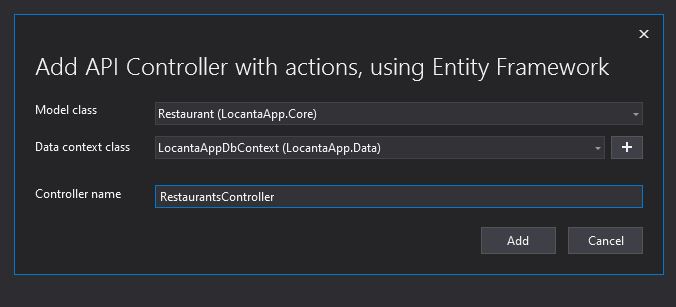 Add API Controller with actions, using Entity Framework
Model class
Restaurant (LocantaApp.Core)
Data context class
LocantaAppDbContext (LocantaApp.Data)
Controller name
RestaurantsController
Add
Cancel